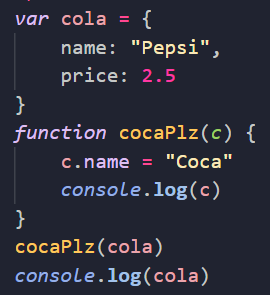 var cola = {
    name: "Pepsi",
    price: 2.5
}
function cocaPlz(c) {
    c.name = "Coca"
    console.log(c)
}
cocaPlz(cola)
console.log(cola)